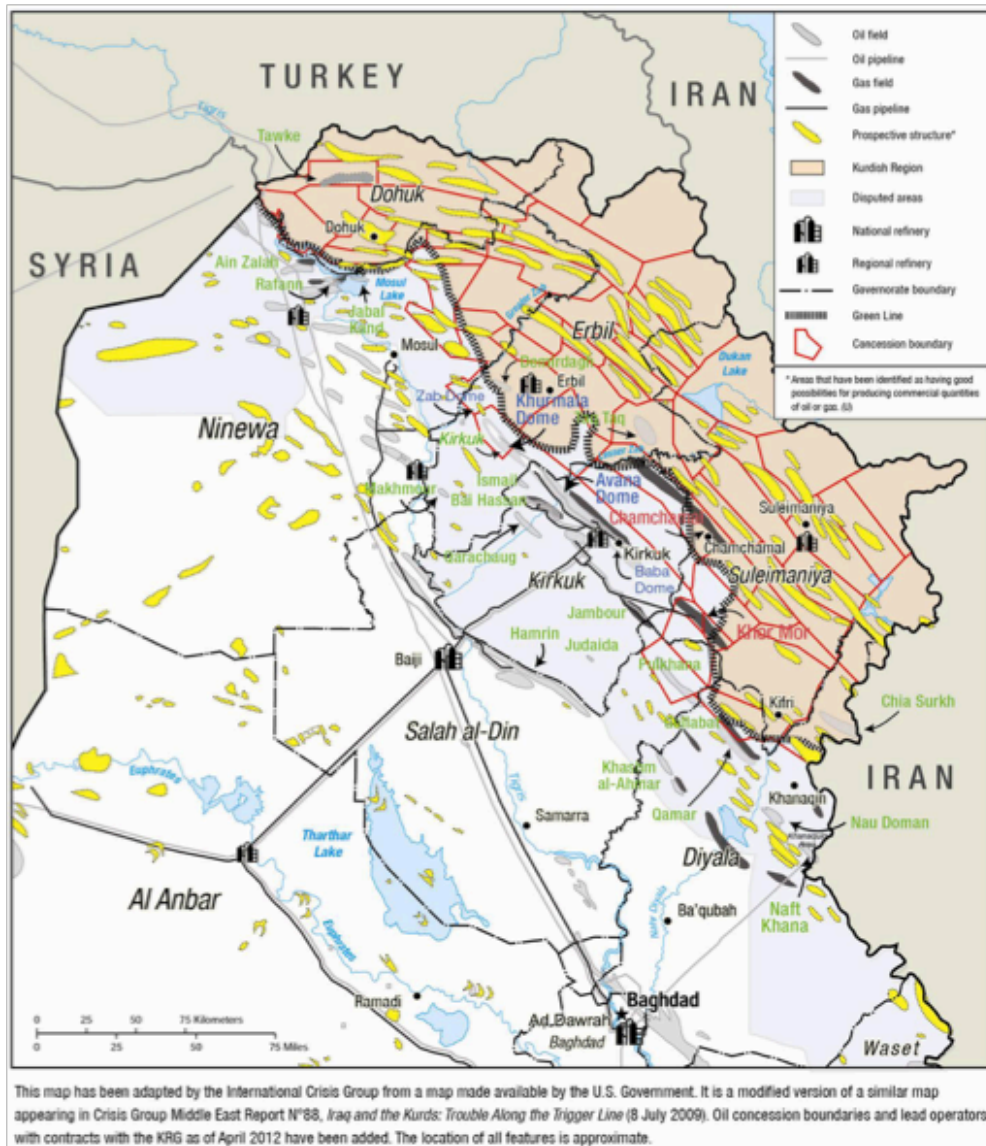 TURKEY
IRAN
Tigris
Tawke
Dohuk
Dohuk
SYRIA
Ain Zalah
Rafann
Mosul
Lake
Jabal
Kand
Mosul
Greater Zab
Erbil
Dukan
Lake
Demirdagh
Erbil
Zab Dome
Khurmala
Dome
Taq Taq
Ninewa
Kirkuk
Lesser Zab
Makhmour
Ismail
Bai Hassan
Avana
Dome
Chamchamal
Suleimaniya
Qarachaug
Kirkuk
Chamchamal
Baba
Dome
Suleimaniya
Kirkuk
Jambour
Khor Mor
Hamrin
Judaida
Pulkhana
Baiji
Kifri
Chia Surkh
Salah al-Din
IRAN
Euphrates
Tigris
Khashm
al-Ahmar
Khanaqin
Qamar
Nau Doman
Samarra
Tharthar
Lake
Diyala
Al Anbar
Ba'qubah
Naft
Khana
Euphrates
Ramadi
Baghdad
Ad Dawrah
Baghdad
Waset
0 25 50 75 Kilometers
0 25 50 75 Miles
Oil field
Oil pipeline
Gas field
Gas pipeline
Prospective structure*
Kurdish Region
Disputed areas
National refinery
Regional refinery
Governorate boundary
Green Line
Concession boundary
* Areas that have been identified as having good
possibilities for producing commercial quantities
of oil or gas. (U)
This map has been adapted by the International Crisis Group from a map made available by the U.S. Government. It is a modified version of a similar map
appearing in Crisis Group Middle East Report N°88, Iraq and the Kurds: Trouble Along the Trigger Line (8 July 2009). Oil concession boundaries and lead operators
with contracts with the KRG as of April 2012 have been added. The location of all features is approximate.